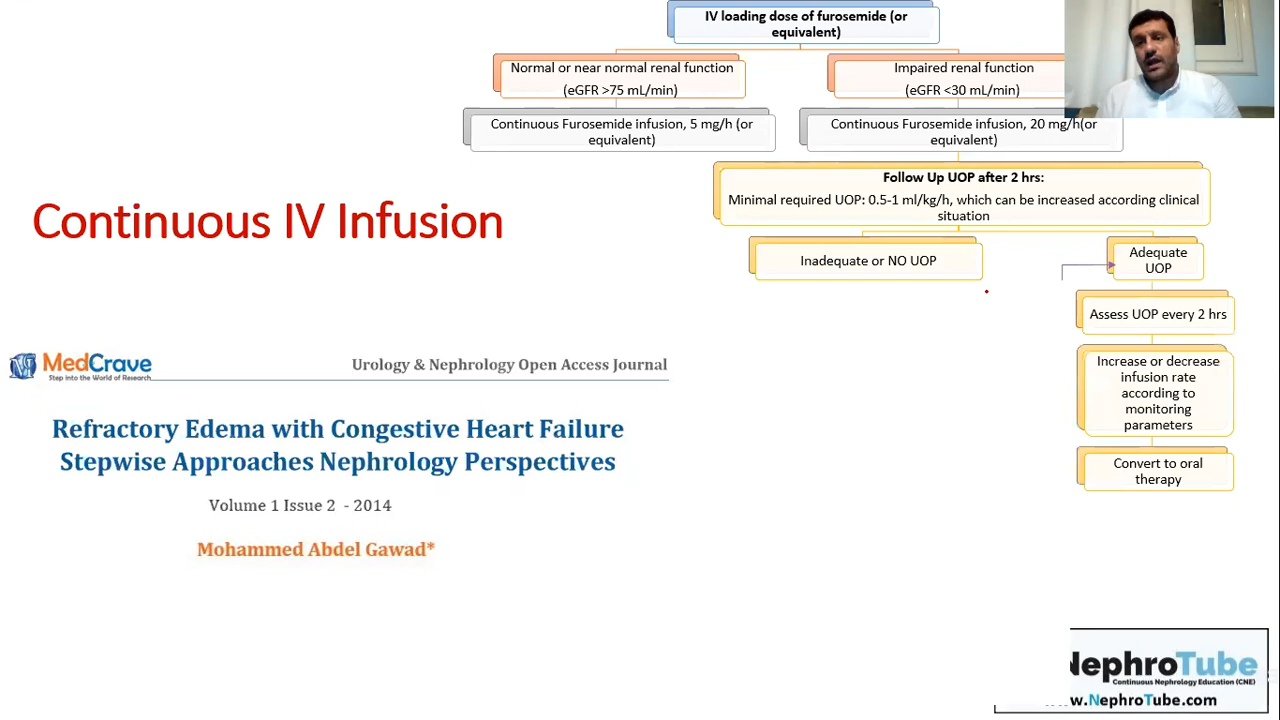 IV loading dose of furosemide (or
equivalent)
Normal or near normal renal function
(eGFR >75 mL/min)
Impaired renal function
(eGFR <30 mL/min)
Continuous Furosemide infusion, 5 mg/h (or
equivalent)
Continuous Furosemide infusion, 20 mg/h(or
equivalent)
Follow Up UOP after 2 hrs:
Minimal required UOP: 0.5-1 ml/kg/h, which can be increased according clinical
situation
Continuous IV Infusion
Inadequate or NO UOP
Adequate
UOP
Assess UOP every 2 hrs
Increase or decrease
infusion rate
according to
monitoring
parameters
Convert to oral
therapy
MedCrave
Step into the World of Research
Urology & Nephrology Open Access Journal
Refractory Edema with Congestive Heart Failure
Stepwise Approaches Nephrology Perspectives
Volume 1 Issue 2 - 2014
Mohammed Abdel Gawad*
NephroTube
Continuous Nephrology Education (CNE)
www.NephroTube.com